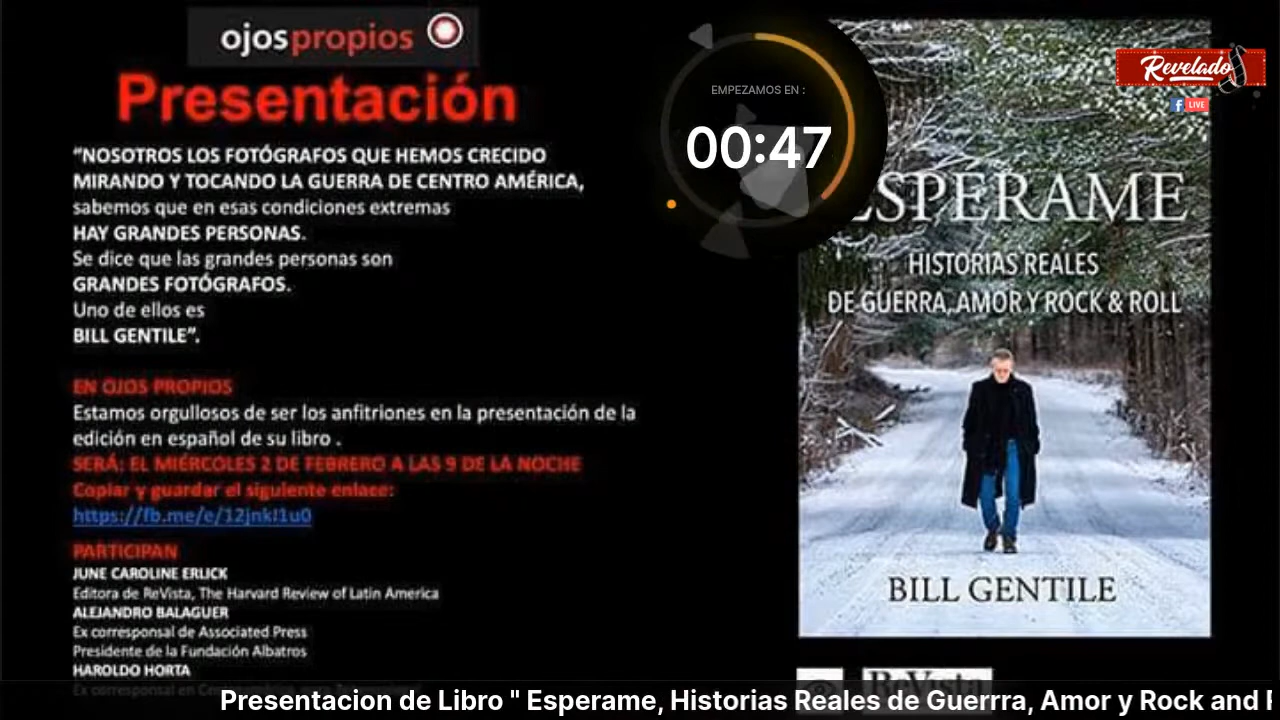 ojospropios
Presentación
“NOSOTROS LOS FOTÓGRAFOS QUE HEMOS CRECIDO
MIRANDO Y TOCANDO LA GUERRA DE CENTRO AMÉRICA,
sabemos que en esas condiciones extremas
HAY GRANDES PERSONAS.
Se dice que las grandes personas son
GRANDES FOTÓGRAFOS.
Uno de ellos es
BILL GENTILE”.
EN OJOS PROPIOS
Estamos orgullosos de ser los anfitriones en la presentación de la
edición en español de su libro .
SERÁ: EL MIÉRCOLES 2 DE FEBRERO A LAS 9 DE LA NOCHE
Copiar y guardar el siguiente enlace:
https://fb.me/e/12jnkI1u0
PARTICIPAN
JUNE CAROLINE ERLICK
Editora de ReVista, The Harvard Review of Latin America
ALEJANDRO BALAGUER
Ex corresponsal de Associated Press
Presidente de la Fundación Albatros
HAROLDO HORTA
Ex corresponsal en
EMPEZAMOS EN :
00:47
Revelado
f LIVE
ESPERAME
HISTORIAS REALES
DE GUERRA, AMOR Y ROCK & ROLL
BILL GENTILE
ReVista
Presentacion de Libro " Esperame, Historias Reales de Guerrra, Amor y Rock and